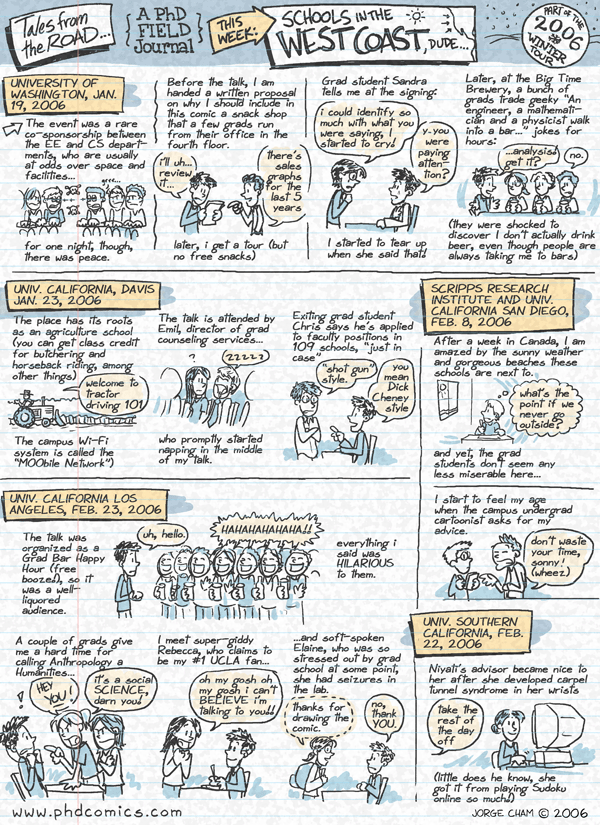 Tales from
the ROAD...
A PhD
FIELD
Journal
THIS
WEEK:
SCHOOLS IN THE
WEST COAST, DUDE...
PART OF THE
2006
WINTER
TOUR
UNIVERSITY OF
WASHINGTON, JAN.
19, 2006
The event was a rare
co-sponsorship between
the EE and CS depart-
ments, who are usually
at odds over space and
facilities...
for one night, though,
there was peace.
Before the talk, I am
handed a written proposal
on why I should include in
this comic a snack shop
that a few grads run
from their office in the
fourth floor.
i'll uh...
review
it...
there's
sales
graphs
for the
last 5
years
later, i get a tour (but
no free snacks)
Grad student Sandra
tells me at the signing:
i could identify so
much with what you
were saying, I
started to cry!
y-you
were
paying
atten-
tion?
I started to tear up
when she said that!
Later, at the Big Time
Brewery, a bunch of
grads trade geeky "An
engineer, a mathemati-
cian and a physicist walk
into a bar..." jokes for
hours:
...analysis!
get it?
no.
(they were shocked to
discover I don't actually drink
beer, even though people are
always taking me to bars)
UNIV. CALIFORNIA, DAVIS
JAN. 23, 2006
The place has its roots
as an agriculture school
(you can get class credit
for butchering and
horseback riding, among
other things)
welcome to
tractor
driving 101
The campus Wi-Fi
system is called the
"MOObile Network")
The talk is attended by
Emil, director of grad
counseling services...
?
zzzzz
who promptly started
napping in the middle
of my talk.
Exiting grad student
Chris says he's applied
to faculty positions in
109 schools, "just in
case"
"shot gun"
style.
you
mean
Dick
Cheney
style
SCRIPPS RESEARCH
INSTITUTE AND UNIV.
CALIFORNIA SAN DIEGO,
FEB. 8, 2006
After a week in Canada, I am
amazed by the sunny weather
and gorgeous beaches these
schools are next to.
what's the
point if we
never go
outside?
and yet, the grad
students don't seem any
less miserable here...
I start to feel my age
when the campus undergrad
cartoonist asks for my
advice.
don't waste
your time,
sonny!
(wheez)
UNIV. CALIFORNIA LOS
ANGELES, FEB. 23, 2006
The talk was
organized as a
Grad Bar Happy
Hour (free
booze!), so it
was a well-
liquored
audience.
uh, hello.
HAHAHAHAHAHA!!
everything i
said was
HILARIOUS
to them.
A couple of grads give
me a hard time for
calling Anthropology a
Humanities...
!
HEY
YOU!
it's a social
SCIENCE,
darn you!
I meet super-giddy
Rebecca, who claims to
be my #1 UCLA fan...
oh my gosh oh
my gosh i can't
BELIEVE i'm
talking to you!!
...and soft-spoken
Elaine, who was so
stressed out by grad
school at some point,
she had seizures in
the lab.
thanks for
drawing the
comic.
no,
thank
YOU.
UNIV. SOUTHERN
CALIFORNIA, FEB.
22, 2006
Niyati's advisor became nice to
her after she developed carpel
tunnel syndrome in her wrists
take the
rest of
the day
off
(little does he know, she
got it from playing Sudoku
online so much!)
www.phdcomics.com
JORGE CHAM © 2006